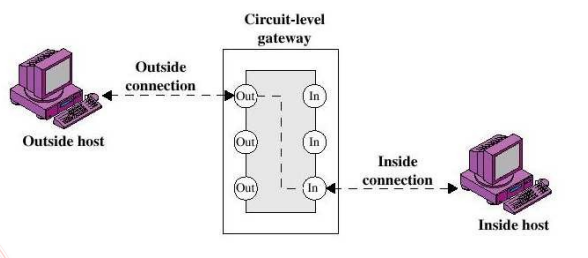 Circuit-level
gateway
Outside
connection
Out
In
Outside host
Out
In
Inside
connection
Out
In
Inside host